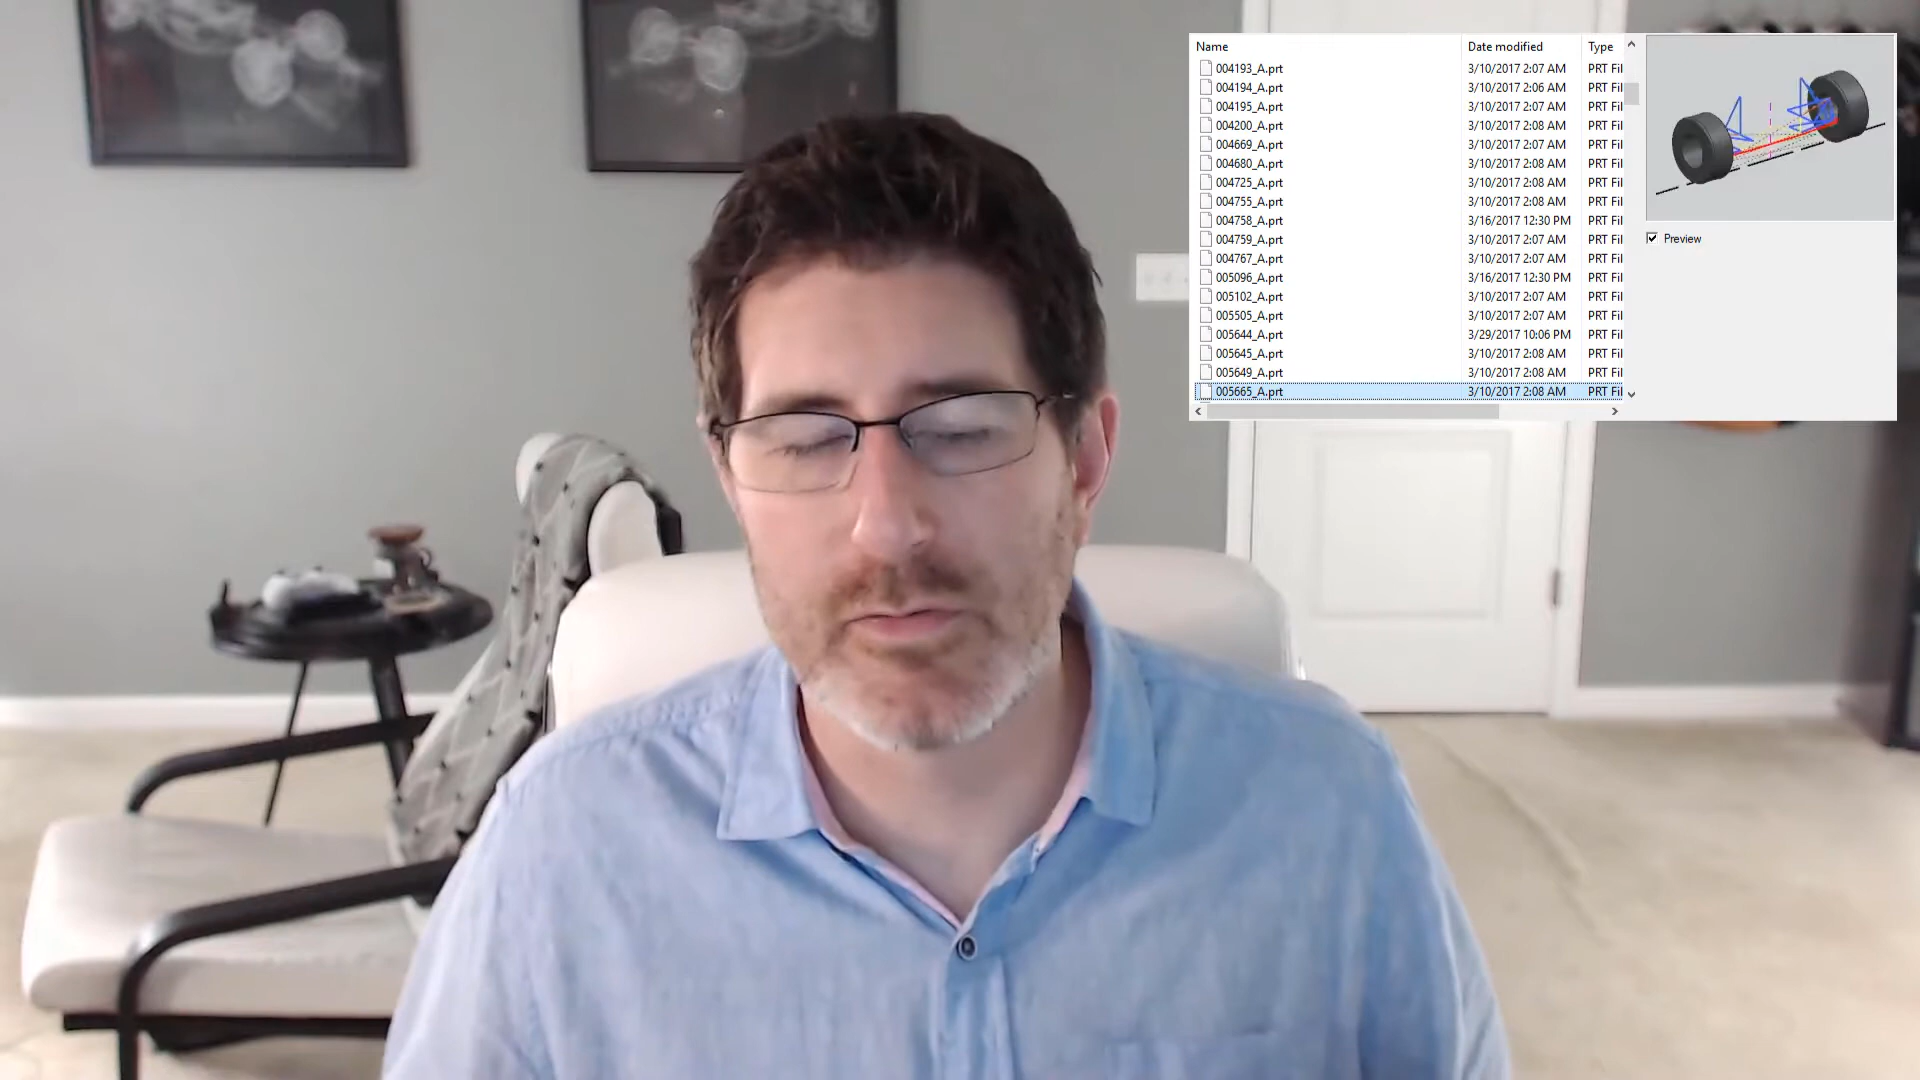 Name Date modified Type
004193_A.prt 3/10/2017 2:07 AM PRT Fil
004194_A.prt 3/10/2017 2:06 AM PRT Fil
004195_A.prt 3/10/2017 2:07 AM PRT Fil
004200_A.prt 3/10/2017 2:08 AM PRT Fil
004669_A.prt 3/10/2017 2:07 AM PRT Fil
004680_A.prt 3/10/2017 2:08 AM PRT Fil
004725_A.prt 3/10/2017 2:08 AM PRT Fil
004755_A.prt 3/10/2017 2:08 AM PRT Fil
004758_A.prt 3/16/2017 12:30 PM PRT Fil
004759_A.prt 3/10/2017 2:07 AM PRT Fil
Preview
004767_A.prt 3/10/2017 2:07 AM PRT Fil
005096_A.prt 3/16/2017 12:30 PM PRT Fil
005102_A.prt 3/10/2017 2:07 AM PRT Fil
005505_A.prt 3/10/2017 2:07 AM PRT Fil
005644_A.prt 3/29/2017 10:06 PM PRT Fil
005645_A.prt 3/10/2017 2:08 AM PRT Fil
005649_A.prt 3/10/2017 2:08 AM PRT Fil
005665_A.prt 3/10/2017 2:08 AM PRT Fil